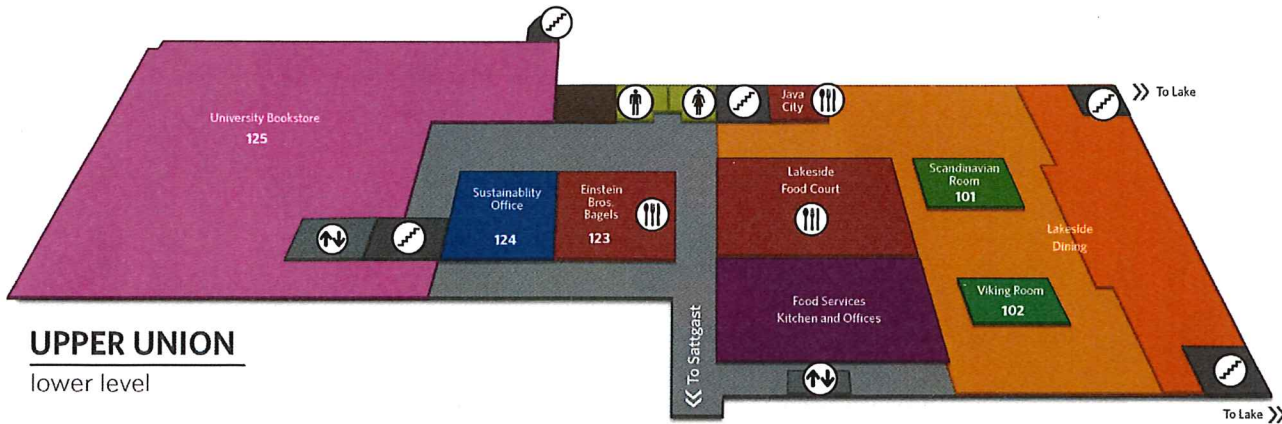 University Bookstore
125
Sustainablity
Office
124
Einstein
Bros.
Bagels
123
Java
City
Lakeside
Food Court
Food Services
Kitchen and Offices
Scandinavian
Room
101
Lakeside
Dining
Viking Room
102
>> To Lake
<< To Sattgast
To Lake >>
UPPER UNION
lower level